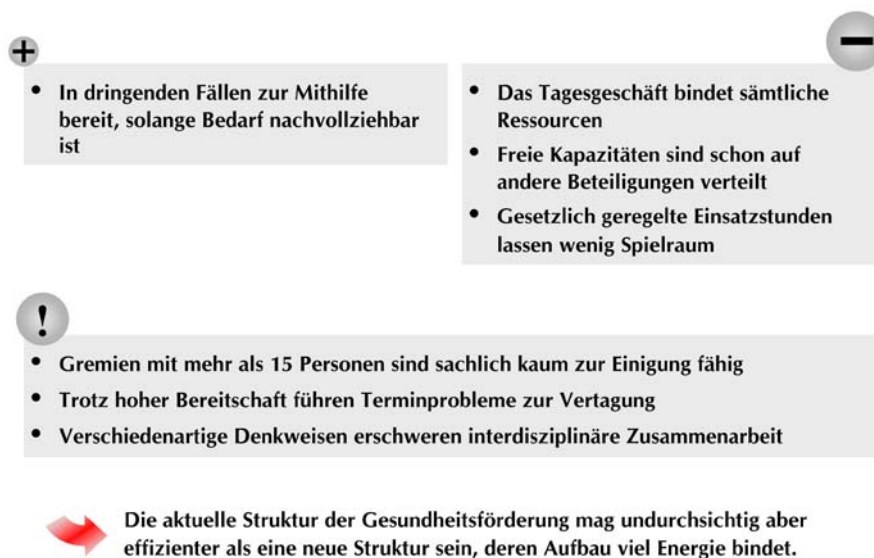 +
• In dringenden Fällen zur Mithilfe
bereit, solange Bedarf nachvollziehbar
ist
−
• Das Tagesgeschäft bindet sämtliche
Ressourcen
• Freie Kapazitäten sind schon auf
andere Beteiligungen verteilt
• Gesetzlich geregelte Einsatzstunden
lassen wenig Spielraum
!
• Gremien mit mehr als 15 Personen sind sachlich kaum zur Einigung fähig
• Trotz hoher Bereitschaft führen Terminprobleme zur Vertagung
• Verschiedenartige Denkweisen erschweren interdisziplinäre Zusammenarbeit
Die aktuelle Struktur der Gesundheitsförderung mag undurchsichtig aber
effizienter als eine neue Struktur sein, deren Aufbau viel Energie bindet.